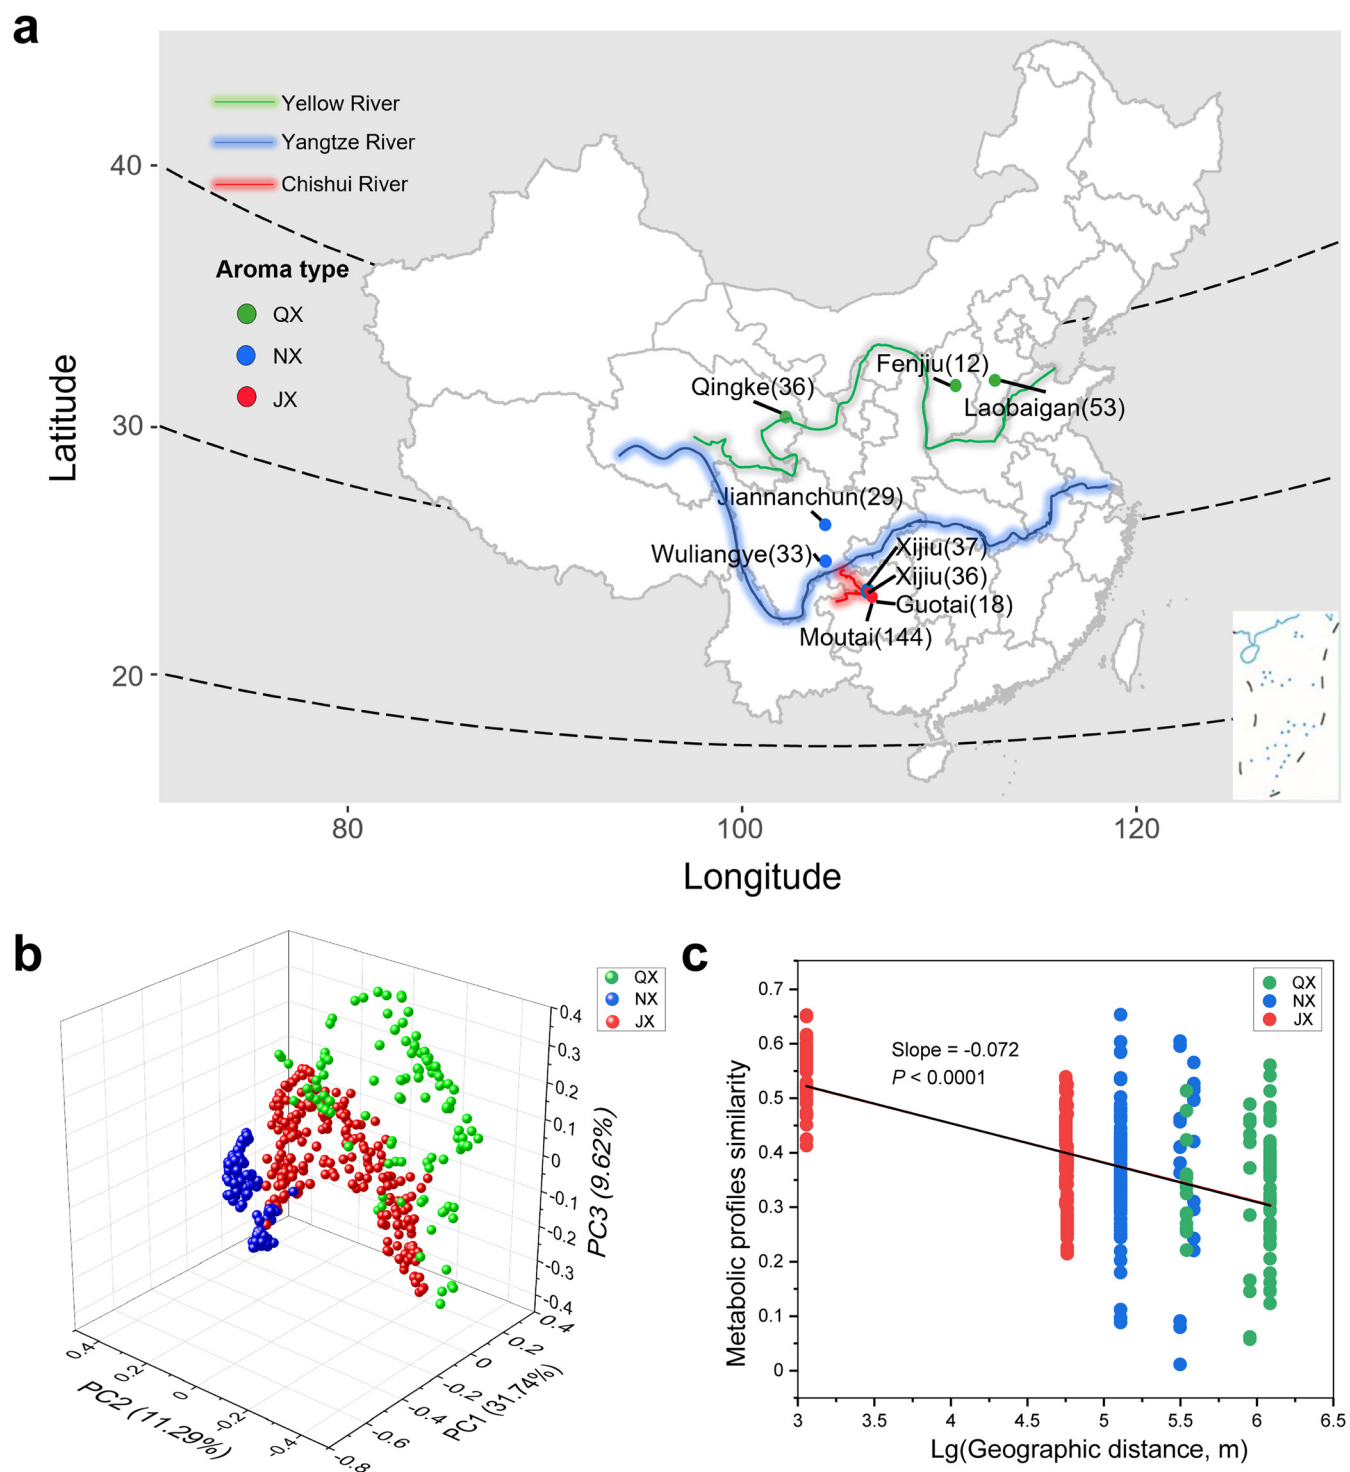 a
Yellow River
Yangtze River
Chishui River
Aroma type
QX
NX
JX
Latitude
40
30
20
Fenjiu(12)
Qingke(36)
Laobaigan(53)
Jiannanchun(29)
Wuliangye(33)
Xijiu(37)
Xijiu(36)
Guotai(18)
Moutai(144)
80
100
120
Longitude
b
QX
NX
JX
0.4
0.3
0.2
0.1
0
-0.1
-0.2
-0.3
-0.4
PC3 (9.62%)
0.4
0.2
0
-0.2
-0.4
-0.6
-0.8
PC1 (31.74%)
0.4
0.2
0
-0.2
-0.4
PC2 (11.29%)
c
QX
NX
JX
Slope = -0.072
P < 0.0001
Metabolic profiles similarity
0.7
0.6
0.5
0.4
0.3
0.2
0.1
0
3
3.5
4
4.5
5
5.5
6
6.5
Lg(Geographic distance, m)